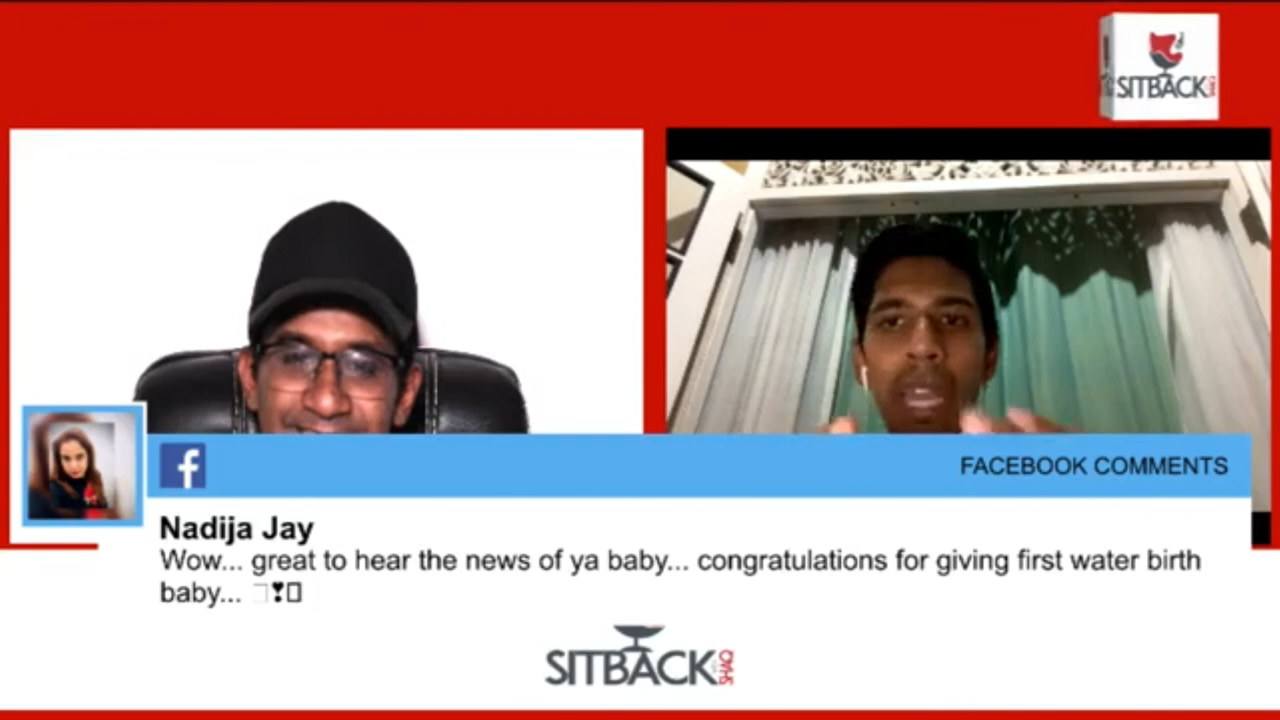 SITBACK
FACEBOOK COMMENTS
Nadija Jay
Wow... great to hear the news of ya baby... congratulations for giving first water birth
baby... ❣
SITBACK SHAQ